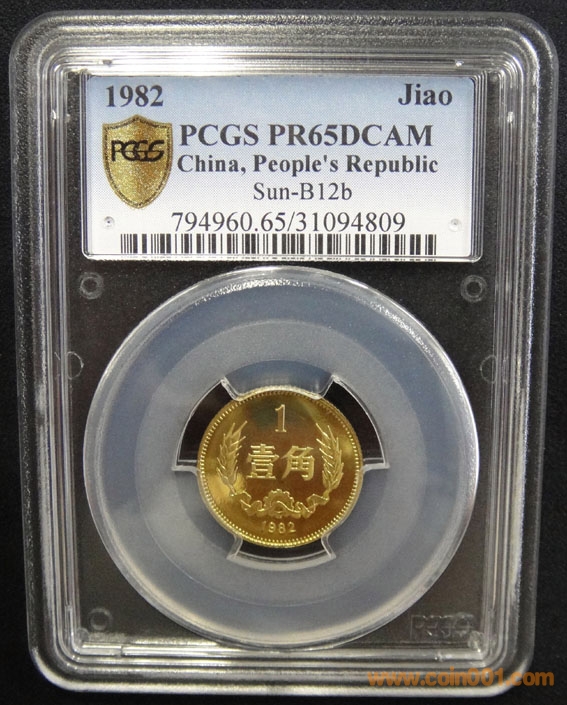 1982 Jiao
PCGS
PCGS PR65DCAM
China, People's Republic
Sun-B12b
794960.65/31094809
1
壹角
1982
PCGS
www.coin001.com